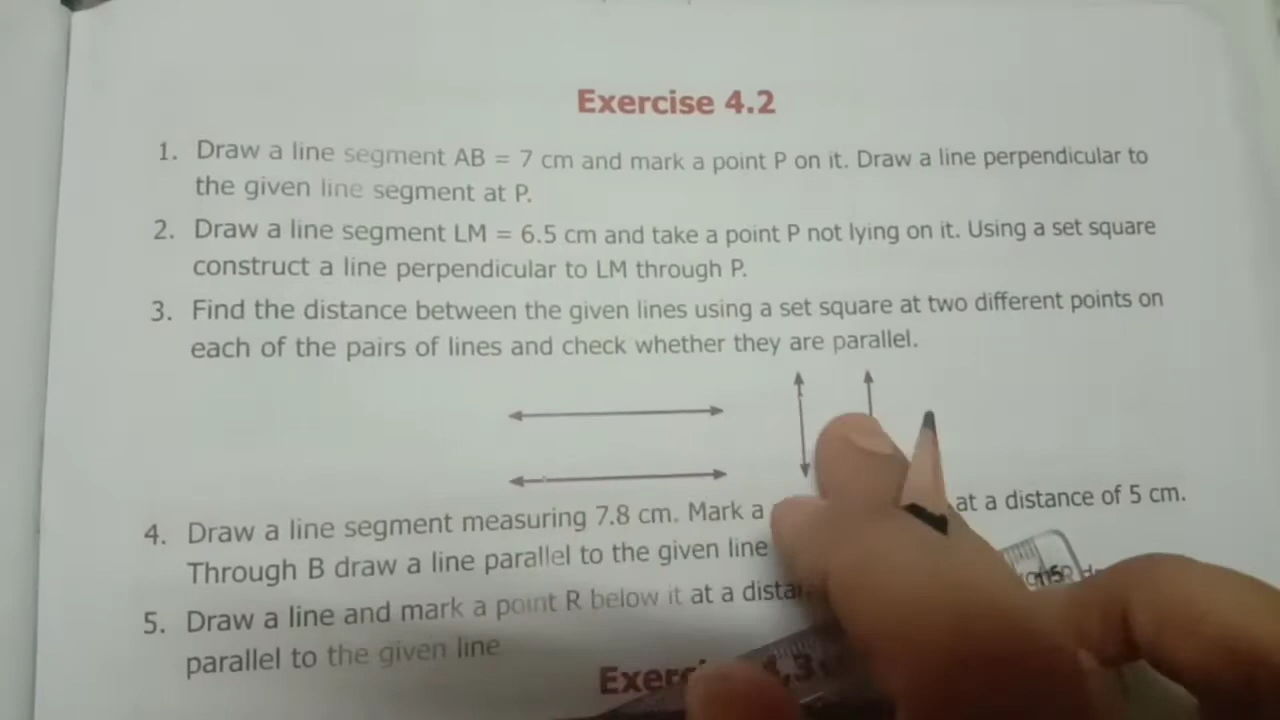 Exercise 4.2
1. Draw a line segment AB = 7 cm and mark a point P on it. Draw a line perpendicular to
the given line segment at P.
2. Draw a line segment LM = 6.5 cm and take a point P not lying on it. Using a set square
construct a line perpendicular to LM through P.
3. Find the distance between the given lines using a set square at two different points on
each of the pairs of lines and check whether they are parallel.
4. Draw a line segment measuring 7.8 cm. Mark a at a distance of 5 cm.
Through B draw a line parallel to the given line
5. Draw a line and mark a point R below it at a
parallel to the given line